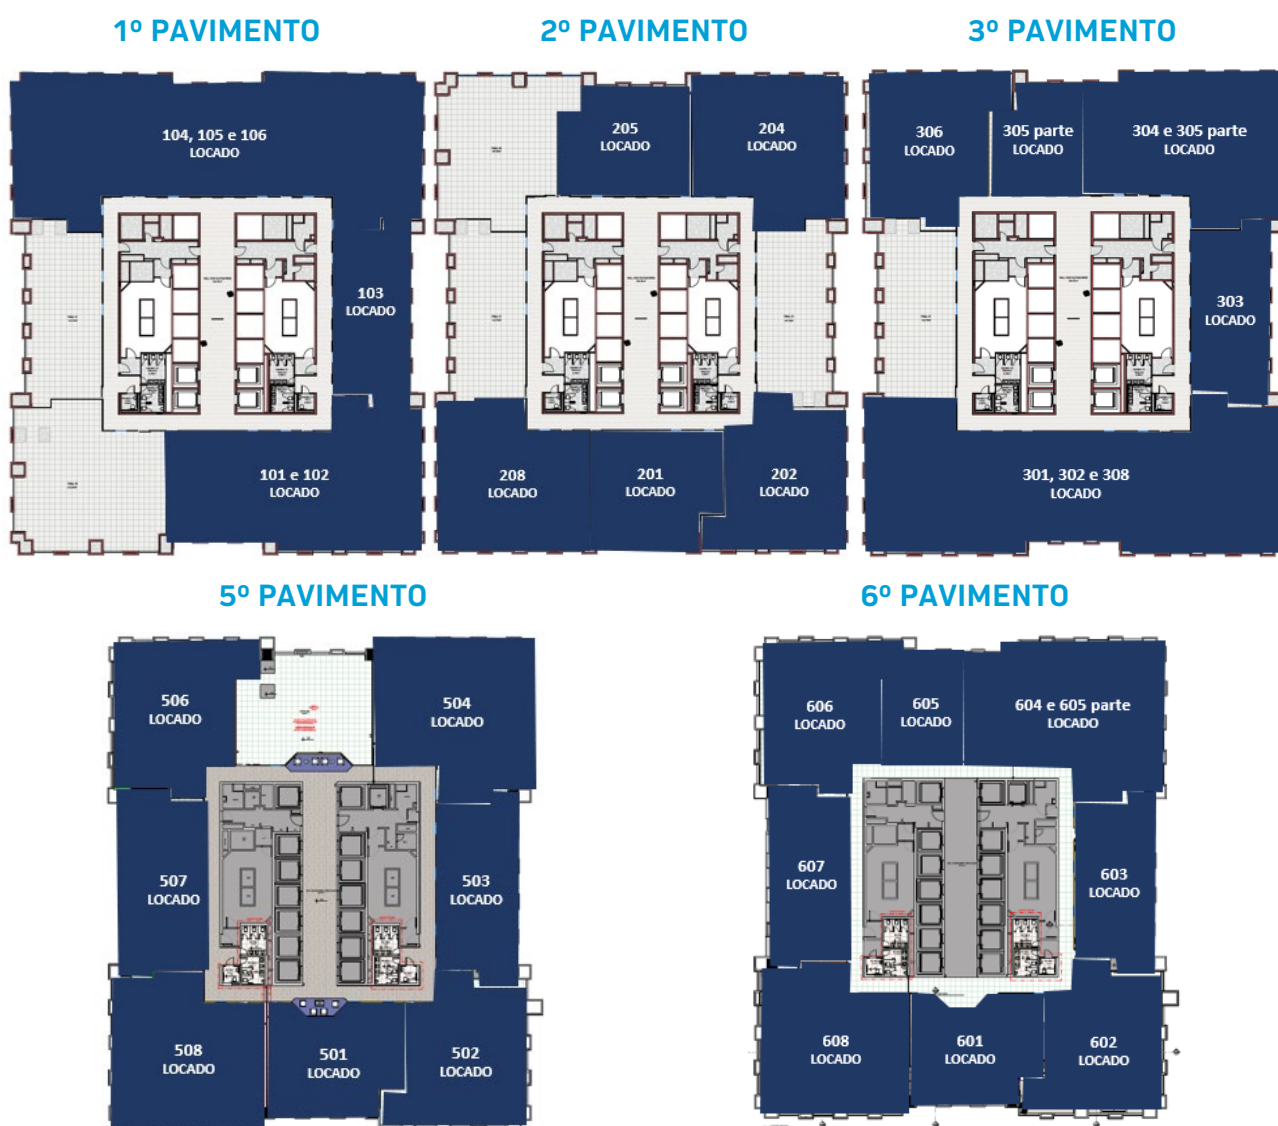 1º PAVIMENTO
2º PAVIMENTO
3º PAVIMENTO
104, 105 e 106
LOCADO
103
LOCADO
101 e 102
LOCADO
205
LOCADO
204
LOCADO
208
LOCADO
201
LOCADO
202
LOCADO
306
LOCADO
305 parte
LOCADO
304 e 305 parte
LOCADO
303
LOCADO
301, 302 e 308
LOCADO
5º PAVIMENTO
6º PAVIMENTO
506
LOCADO
504
LOCADO
507
LOCADO
503
LOCADO
508
LOCADO
501
LOCADO
502
LOCADO
606
LOCADO
605
LOCADO
604 e 605 parte
LOCADO
607
LOCADO
603
LOCADO
608
LOCADO
601
LOCADO
602
LOCADO